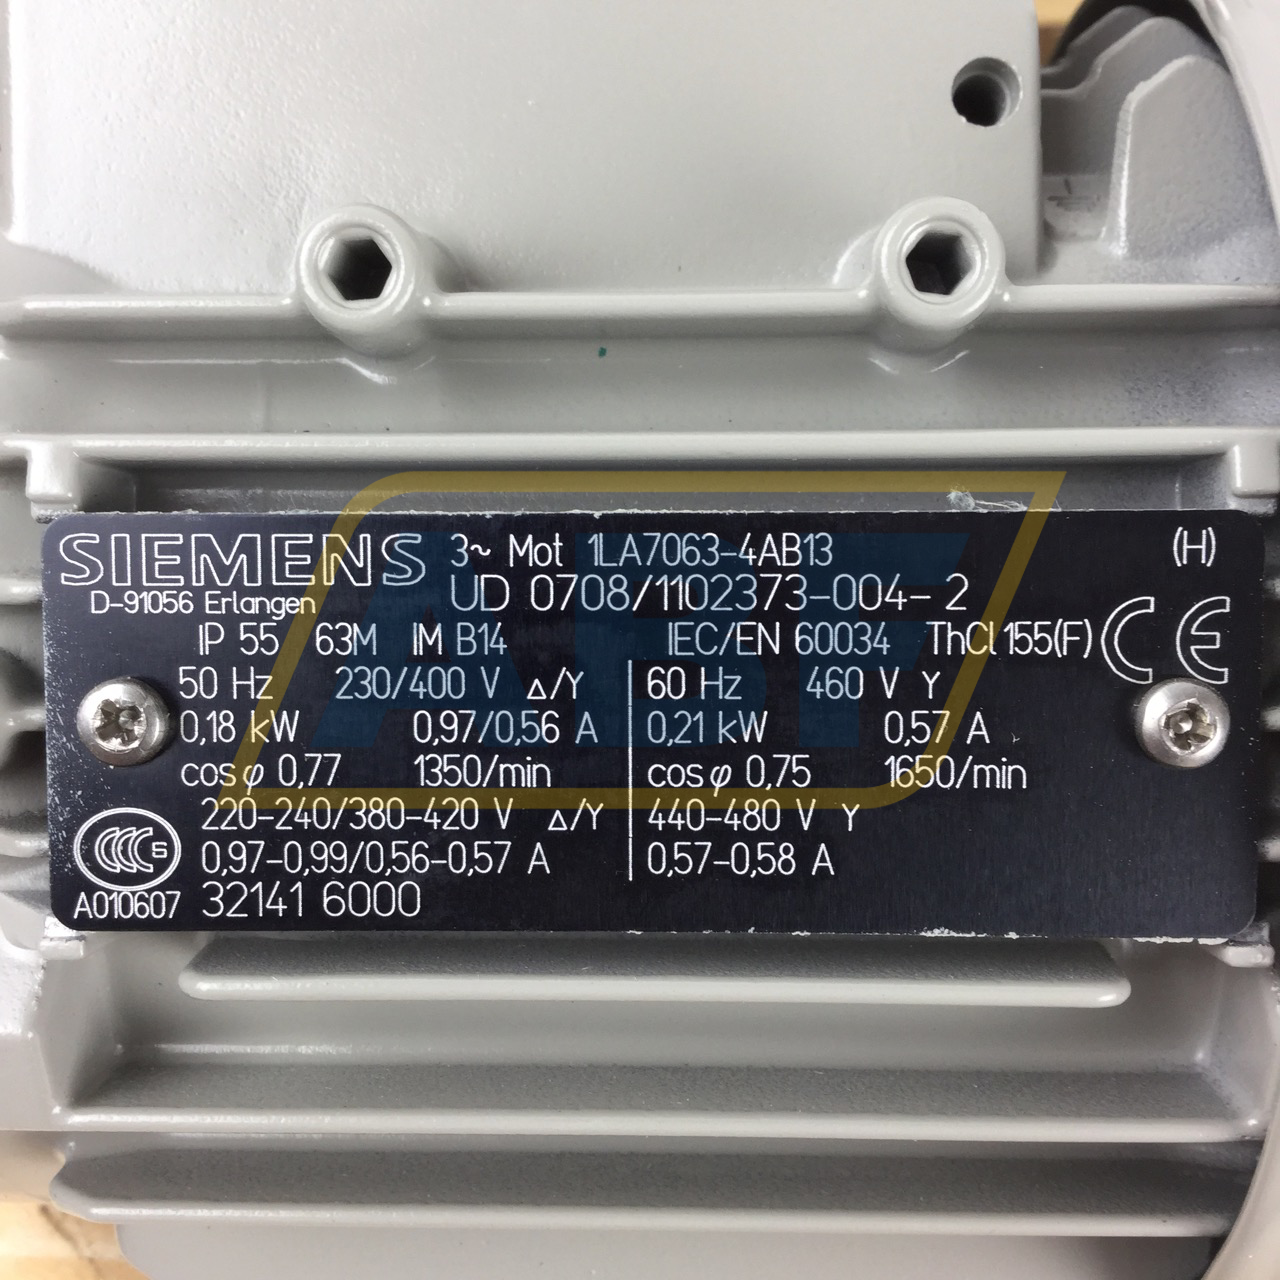 SIEMENS 3~ Mot 1LA7063-4AB13 (H)
D-91056 Erlangen UD 0708/1102373-004-2
IP 55 63M IM B14 IEC/EN 60034 ThCl 155(F) CE
50 Hz 230/400 V Δ/Y 60 Hz 460 V Y
0,18 kW 0,97/0,56 A 0,21 kW 0,57 A
cos φ 0,77 1350/min cos φ 0,75 1650/min
220-240/380-420 V Δ/Y 440-480 V Y
CCC S 0,97-0,99/0,56-0,57 A 0,57-0,58 A
A010607 32141 6000
ABF